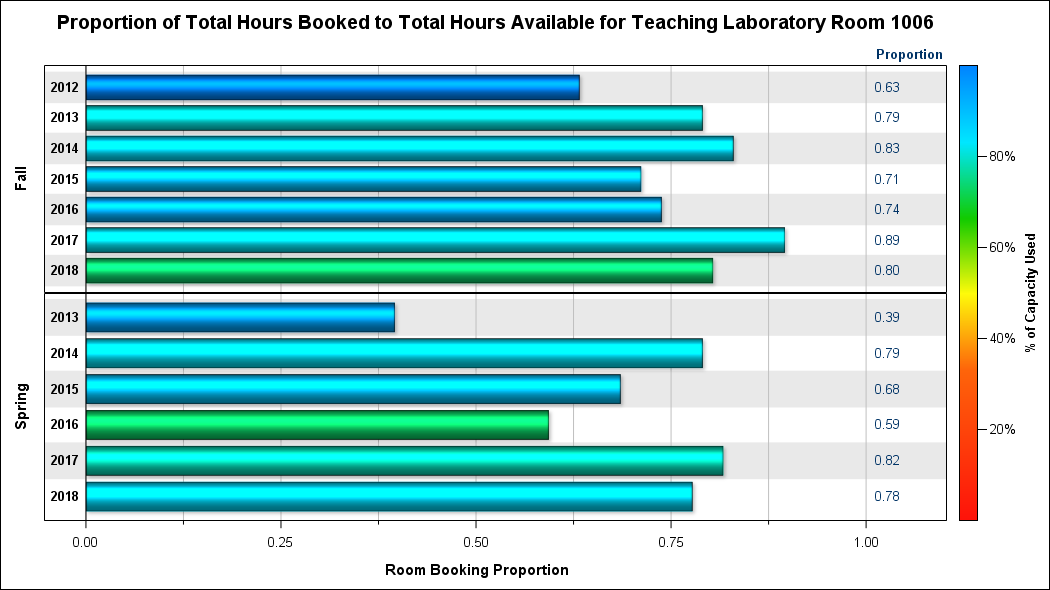 Proportion of Total Hours Booked to Total Hours Available for Teaching Laboratory Room 1006
Proportion
Fall
2012 0.63
2013 0.79
2014 0.83
2015 0.71
2016 0.74
2017 0.89
2018 0.80
Spring
2013 0.39
2014 0.79
2015 0.68
2016 0.59
2017 0.82
2018 0.78
0.00 0.25 0.50 0.75 1.00
Room Booking Proportion
80%
60%
40%
20%
% of Capacity Used